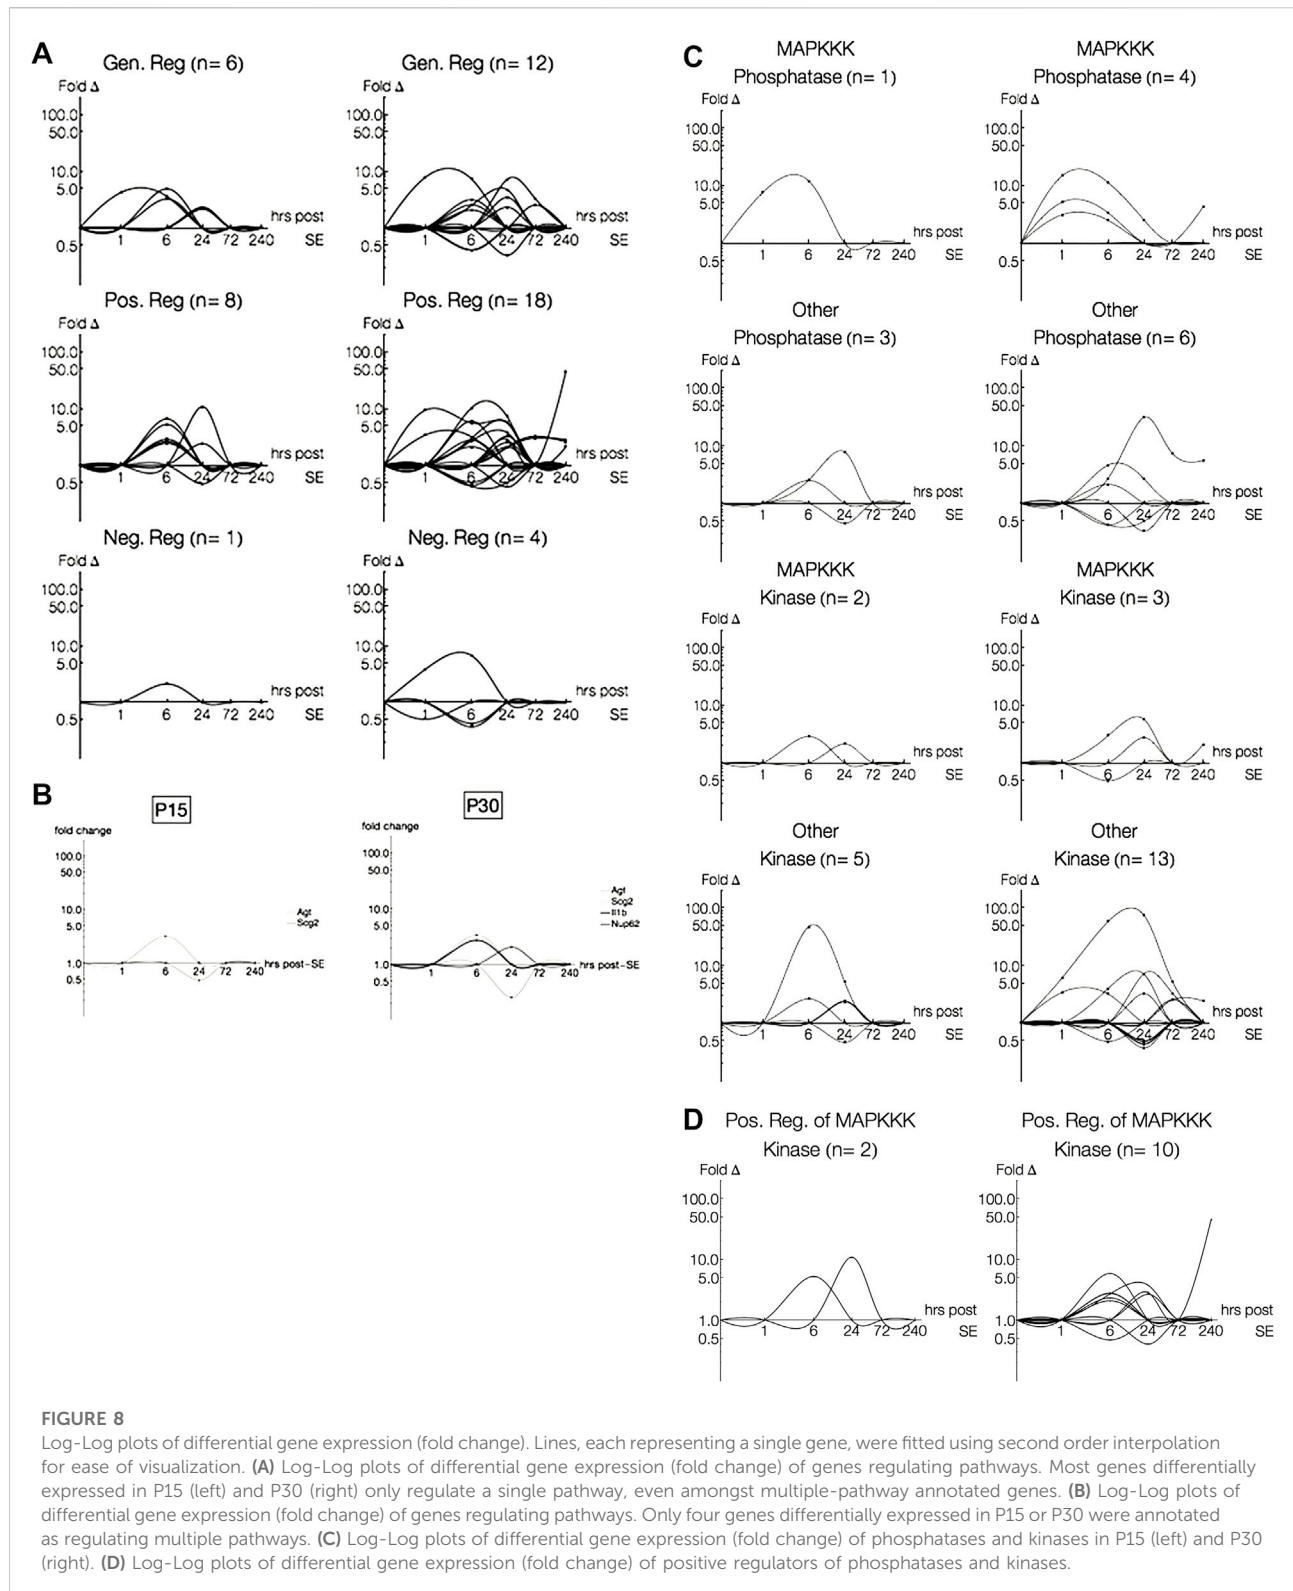 A
Gen. Reg (n= 6)
Fold Δ
100.0
50.0
10.0
5.0
0.5
1 6 24 72 240
hrs post
SE
Gen. Reg (n= 12)
Fold Δ
100.0
50.0
10.0
5.0
0.5
1 6 24 72 240
hrs post
SE
Pos. Reg (n= 8)
Fold Δ
100.0
50.0
10.0
5.0
0.5
1 6 24 72 240
hrs post
SE
Pos. Reg (n= 18)
Fold Δ
100.0
50.0
10.0
5.0
0.5
1 6 24 72 240
hrs post
SE
Neg. Reg (n= 1)
Fold Δ
100.0
50.0
10.0
5.0
0.5
1 6 24 72 240
hrs post
SE
Neg. Reg (n= 4)
Fold Δ
100.0
50.0
10.0
5.0
0.5
1 6 24 72 240
hrs post
SE
B
P15
fold change
100.0
50.0
10.0
5.0
1.0
0.5
1 6 24 72 240
hrs post-SE
Agt
Scg2
P30
fold change
100.0
50.0
10.0
5.0
1.0
0.5
1 6 24 72 240
hrs post-SE
Agt
Scg2
Il1b
Nup62
C
MAPKKK
Phosphatase (n= 1)
Fold Δ
100.0
50.0
10.0
5.0
0.5
1 6 24 72 240
hrs post
SE
MAPKKK
Phosphatase (n= 4)
Fold Δ
100.0
50.0
10.0
5.0
0.5
1 6 24 72 240
hrs post
SE
Other
Phosphatase (n= 3)
Fold Δ
100.0
50.0
10.0
5.0
0.5
1 6 24 72 240
hrs post
SE
Other
Phosphatase (n= 6)
Fold Δ
100.0
50.0
10.0
5.0
0.5
1 6 24 72 240
hrs post
SE
MAPKKK
Kinase (n= 2)
Fold Δ
100.0
50.0
10.0
5.0
0.5
1 6 24 72 240
hrs post
SE
MAPKKK
Kinase (n= 3)
Fold Δ
100.0
50.0
10.0
5.0
0.5
1 6 24 72 240
hrs post
SE
Other
Kinase (n= 5)
Fold Δ
100.0
50.0
10.0
5.0
0.5
1 6 24 72 240
hrs post
SE
Other
Kinase (n= 13)
Fold Δ
100.0
50.0
10.0
5.0
0.5
1 6 24 72 240
hrs post
SE
D
Pos. Reg. of MAPKKK
Kinase (n= 2)
Fold Δ
100.0
50.0
10.0
5.0
1.0
0.5
1 6 24 72 240
hrs post
SE
Pos. Reg. of MAPKKK
Kinase (n= 10)
Fold Δ
100.0
50.0
10.0
5.0
1.0
0.5
1 6 24 72 240
hrs post
SE
FIGURE 8
Log-Log plots of differential gene expression (fold change). Lines, each representing a single gene, were fitted using second order interpolation
for ease of visualization. (A) Log-Log plots of differential gene expression (fold change) of genes regulating pathways. Most genes differentially
expressed in P15 (left) and P30 (right) only regulate a single pathway, even amongst multiple-pathway annotated genes. (B) Log-Log plots of
differential gene expression (fold change) of genes regulating pathways. Only four genes differentially expressed in P15 or P30 were annotated
as regulating multiple pathways. (C) Log-Log plots of differential gene expression (fold change) of phosphatases and kinases in P15 (left) and P30
(right). (D) Log-Log plots of differential gene expression (fold change) of positive regulators of phosphatases and kinases.